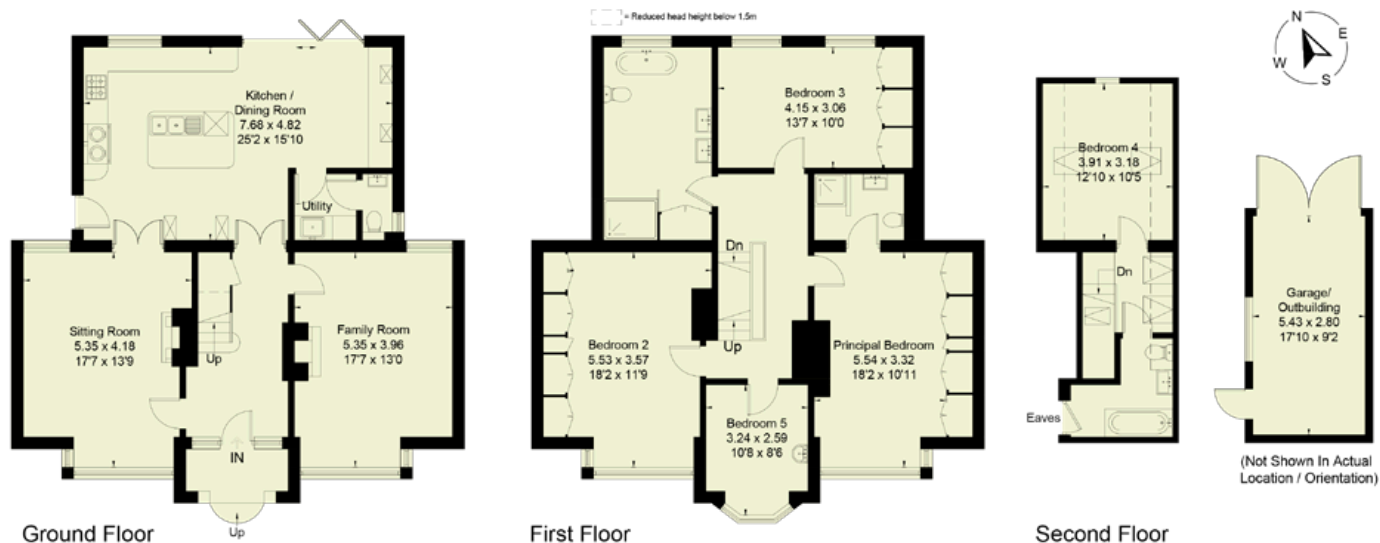 = Reduced head height below 1.5m
N
E
W
S
Kitchen /
Dining Room
7.68 x 4.82
25'2 x 15'10
Utility
Sitting Room
5.35 x 4.18
17'7 x 13'9
Up
Family Room
5.35 x 3.96
17'7 x 13'0
IN
Up
Ground Floor
Bedroom 3
4.15 x 3.06
13'7 x 10'0
Dn
Up
Bedroom 2
5.53 x 3.57
18'2 x 11'9
Principal Bedroom
5.54 x 3.32
18'2 x 10'11
Bedroom 5
3.24 x 2.59
10'8 x 8'6
First Floor
Bedroom 4
3.91 x 3.18
12'10 x 10'5
Dn
Eaves
Second Floor
Garage/
Outbuilding
5.43 x 2.80
17'10 x 9'2
(Not Shown In Actual
Location / Orientation)